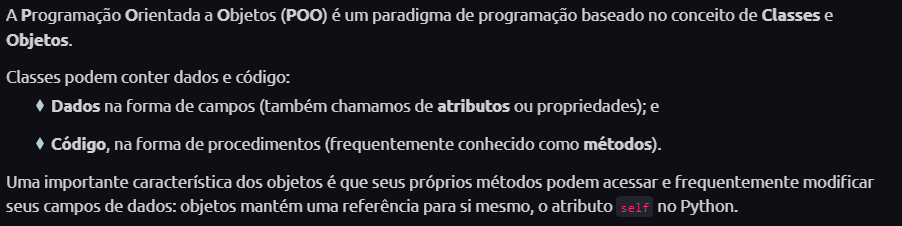 A Programação Orientada a Objetos (POO) é um paradigma de programação baseado no conceito de Classes e
Objetos.
Classes podem conter dados e código:
♦ Dados na forma de campos (também chamamos de atributos ou propriedades); e
♦ Código, na forma de procedimentos (frequentemente conhecido como métodos).
Uma importante característica dos objetos é que seus próprios métodos podem acessar e frequentemente modificar
seus campos de dados: objetos mantém uma referência para si mesmo, o atributo self no Python.